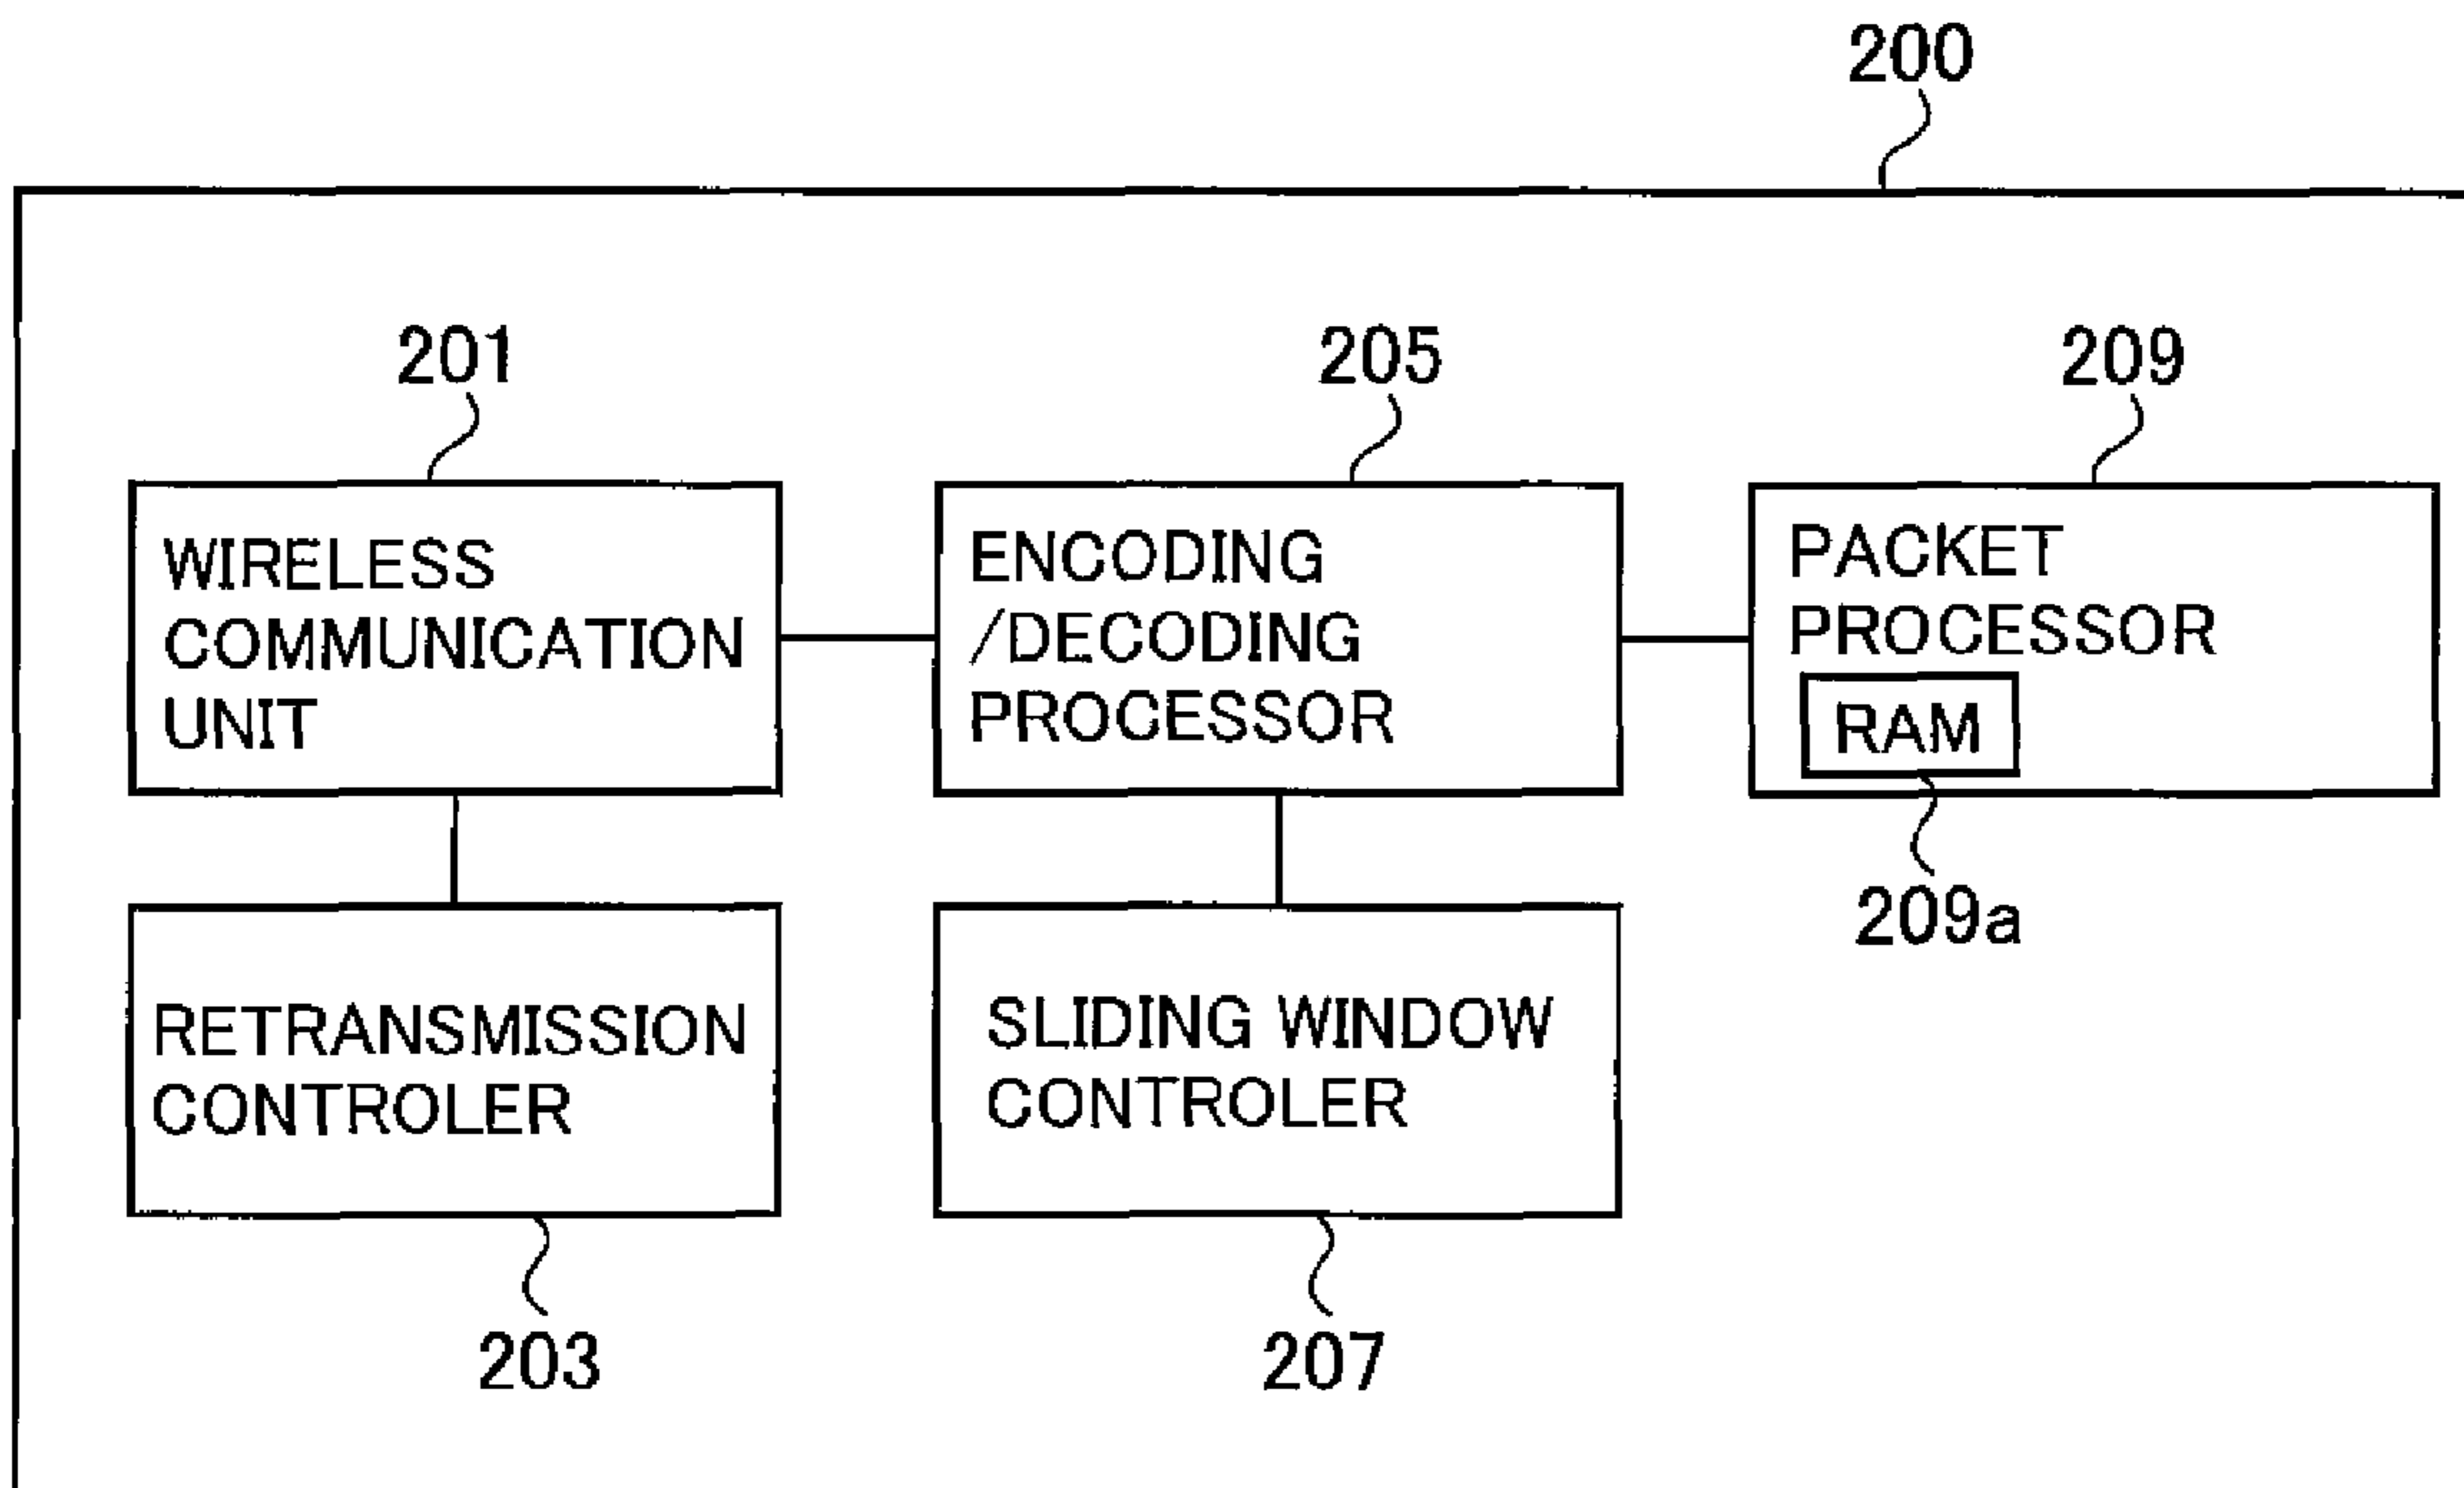 200
201
205
209
WIRELESS
COMMUNICATION
UNIT
ENCODING
/DECODING
PROCESSOR
PACKET
PROCESSOR
RAM
209a
RETRANSMISSION
CONTROLER
SLIDING WINDOW
CONTROLER
203
207